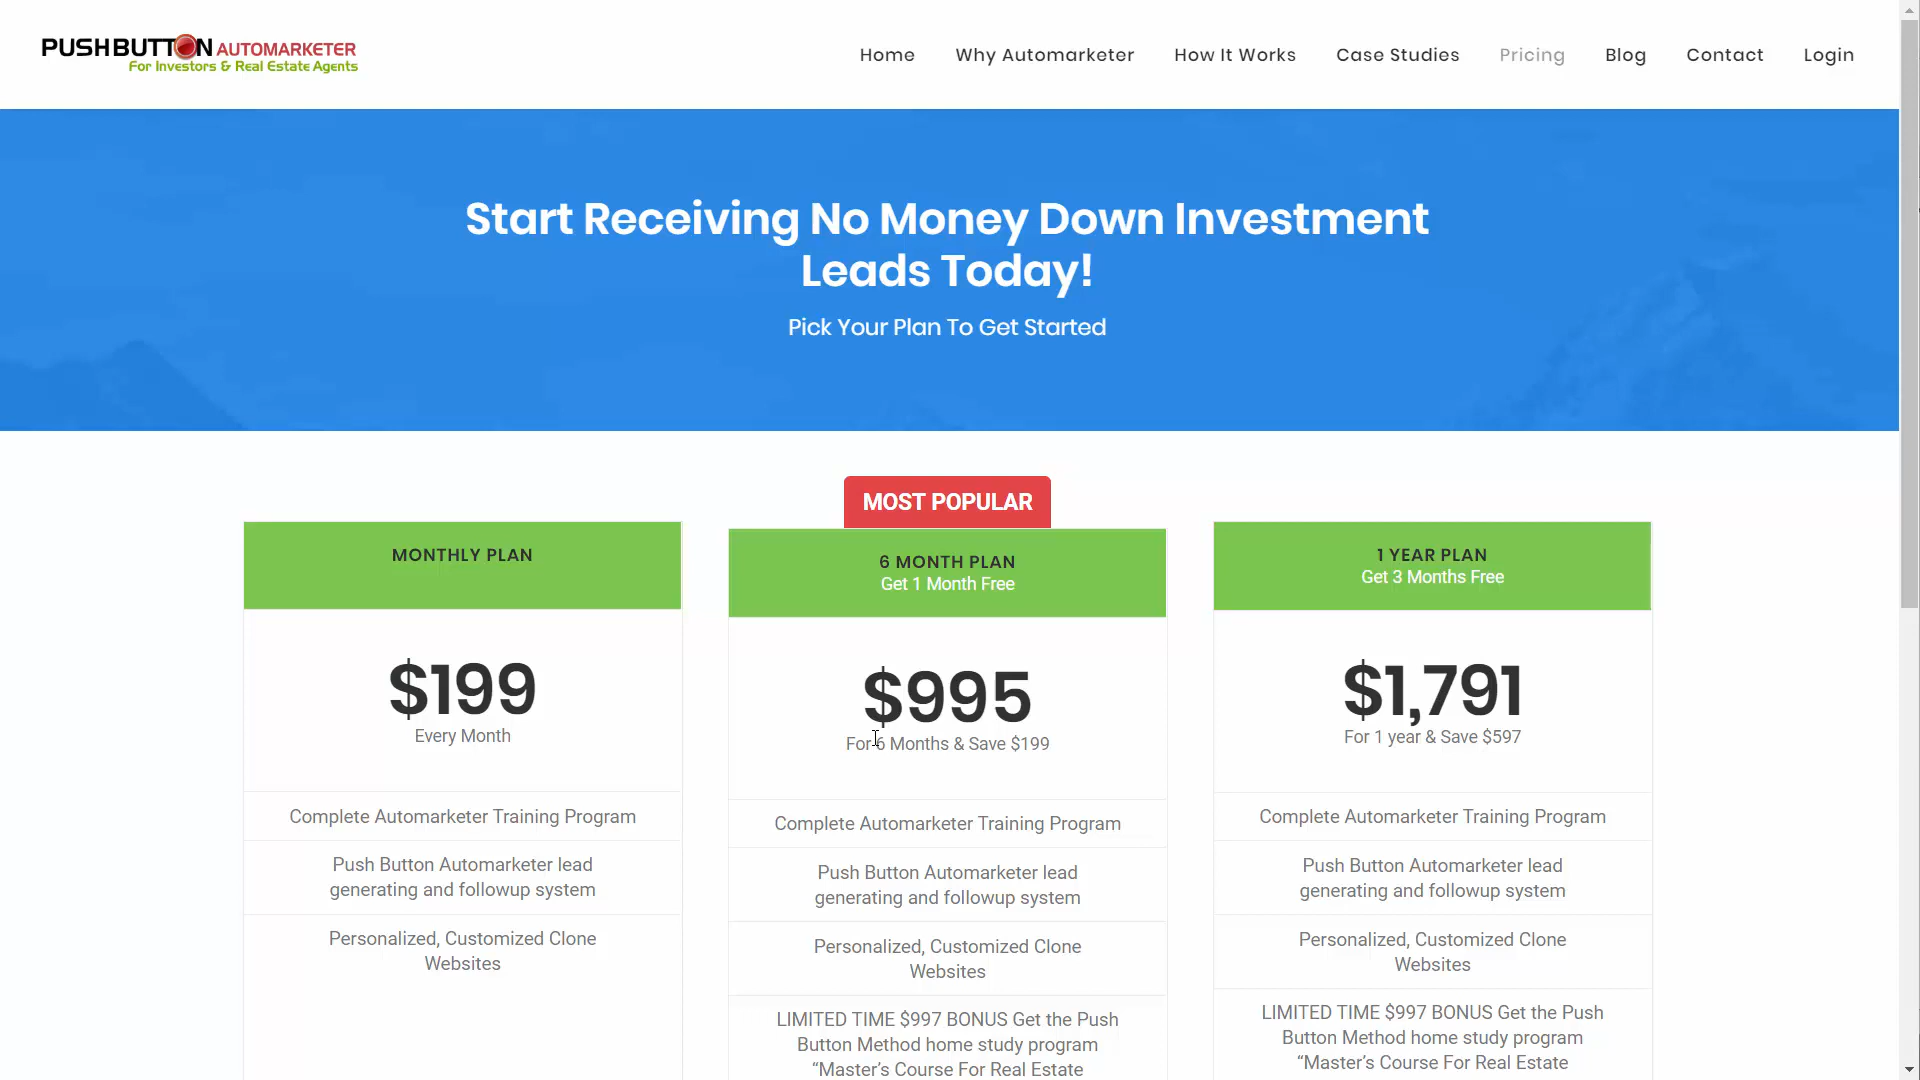 PUSH BUTTON AUTOMARKETER
For Investors & Real Estate Agents
Home
Why Automarketer
How It Works
Case Studies
Pricing
Blog
Contact
Login
Start Receiving No Money Down Investment
Leads Today!
Pick Your Plan To Get Started
MONTHLY PLAN
$199
Every Month
Complete Automarketer Training Program
Push Button Automarketer lead
generating and followup system
Personalized, Customized Clone
Websites
MOST POPULAR
6 MONTH PLAN
Get 1 Month Free
$995
For 6 Months & Save $199
Complete Automarketer Training Program
Push Button Automarketer lead
generating and followup system
Personalized, Customized Clone
Websites
LIMITED TIME $997 BONUS Get the Push
Button Method home study program
“Master’s Course For Real Estate
1 YEAR PLAN
Get 3 Months Free
$1,791
For 1 year & Save $597
Complete Automarketer Training Program
Push Button Automarketer lead
generating and followup system
Personalized, Customized Clone
Websites
LIMITED TIME $997 BONUS Get the Push
Button Method home study program
“Master’s Course For Real Estate